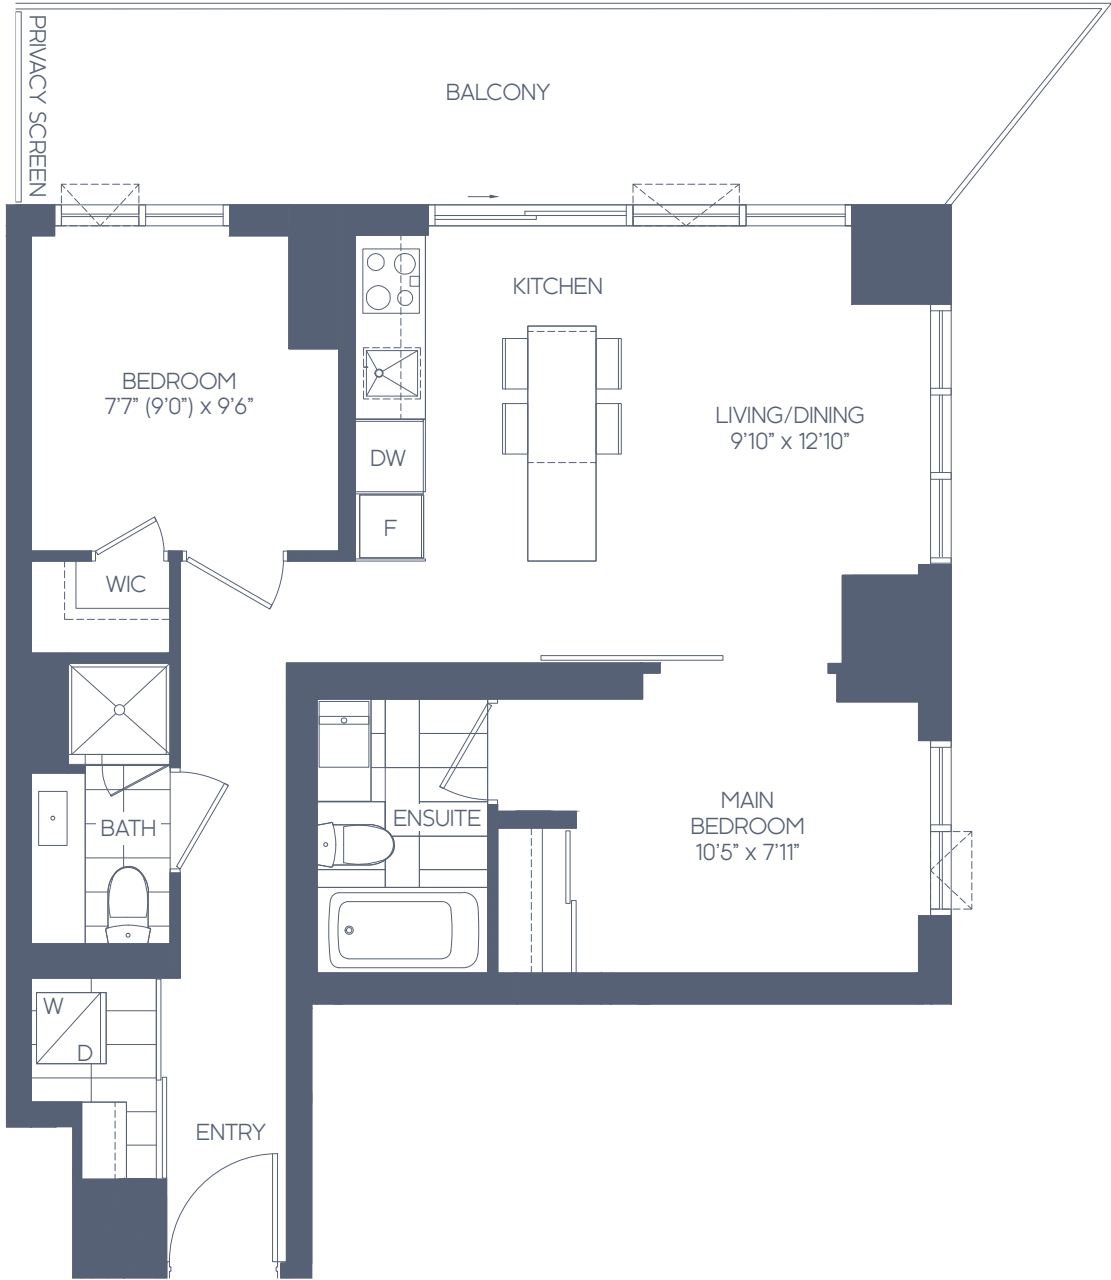 PRIVACY SCREEN
BALCONY
KITCHEN
BEDROOM
7'7" (9'0") x 9'6"
LIVING/DINING
9'10" x 12'10"
DW
F
WIC
MAIN
BEDROOM
10'5" x 7'11"
ENSUITE
BATH
W
D
ENTRY